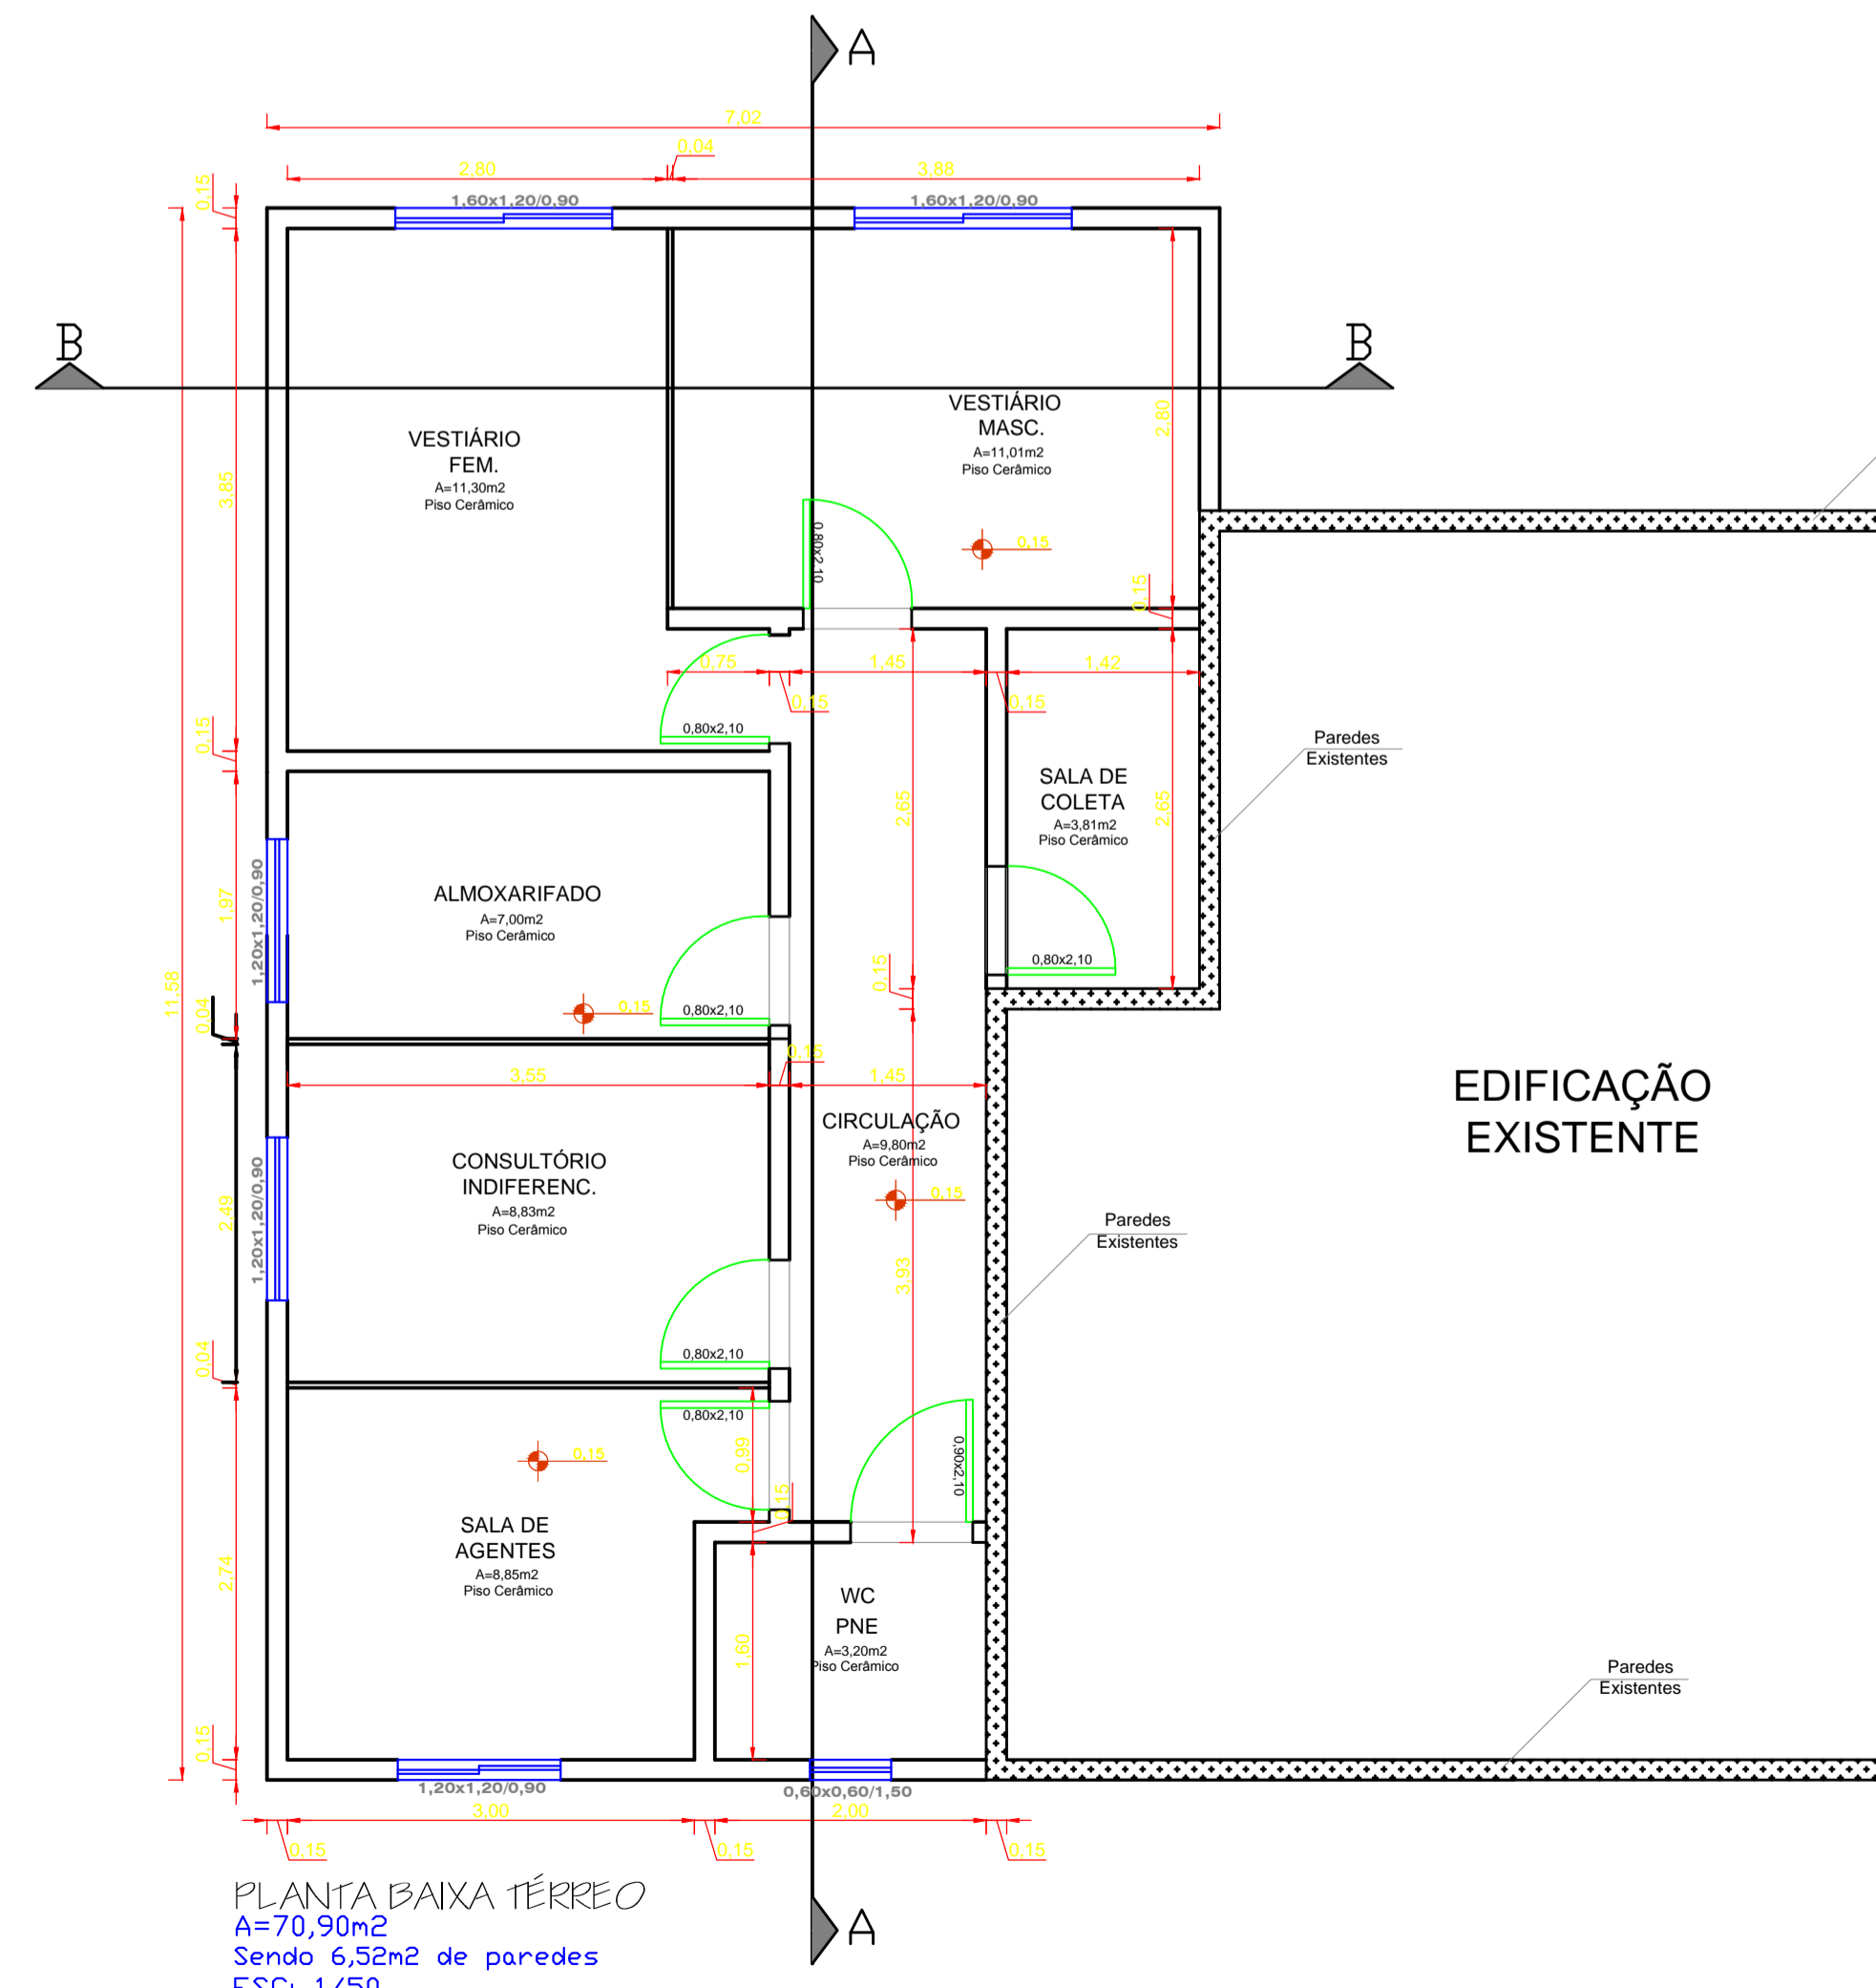 A
7,02
0,04
2,80
3,88
0,15
1,60x1,20/0,90
1,60x1,20/0,90
B
B
VESTIÁRIO
MASC.
A=11,01m2
Piso Cerâmico
2,80
VESTIÁRIO
FEM.
A=11,30m2
Piso Cerâmico
3,85
0,80x2,10
0,15
0,15
0,75
1,45
1,42
0,15
0,15
0,80x2,10
0,15
Paredes
Existentes
SALA DE
COLETA
A=3,81m2
Piso Cerâmico
2,65
2,65
ALMOXARIFADO
A=7,00m2
Piso Cerâmico
1,20x1,20/0,90
1,97
11,58
0,80x2,10
0,15
0,04
0,15
0,80x2,10
0,15
3,55
1,45
EDIFICAÇÃO
EXISTENTE
CIRCULAÇÃO
A=9,80m2
Piso Cerâmico
0,15
CONSULTÓRIO
INDIFERENC.
A=8,83m2
Piso Cerâmico
1,20x1,20/0,90
2,49
3,93
Paredes
Existentes
0,04
0,80x2,10
0,80x2,10
0,99
0,90x2,10
0,15
0,15
SALA DE
AGENTES
A=8,85m2
Piso Cerâmico
2,74
WC
PNE
A=3,20m2
Piso Cerâmico
1,60
Paredes
Existentes
0,15
1,20x1,20/0,90
0,60x0,60/1,50
3,00
2,00
0,15
0,15
0,15
PLANTA BAIXA TÉRREO
A=70,90m2
Sendo 6,52m2 de paredes
ESC: 1/50
A